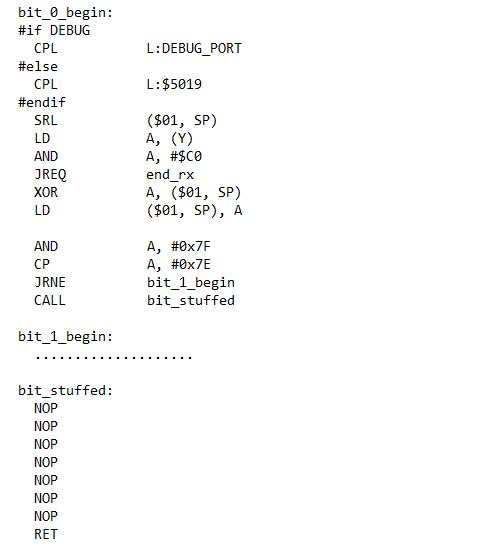 bit_0_begin:
#if DEBUG
CPL L:DEBUG_PORT
#else
CPL L:$5019
#endif
SRL ($01, SP)
LD A, (Y)
AND A, #$C0
JREQ end_rx
XOR A, ($01, SP)
LD ($01, SP), A
AND A, #0x7F
CP A, #0x7E
JRNE bit_1_begin
CALL bit_stuffed
bit_1_begin:
....................
bit_stuffed:
NOP
NOP
NOP
NOP
NOP
NOP
NOP
RET